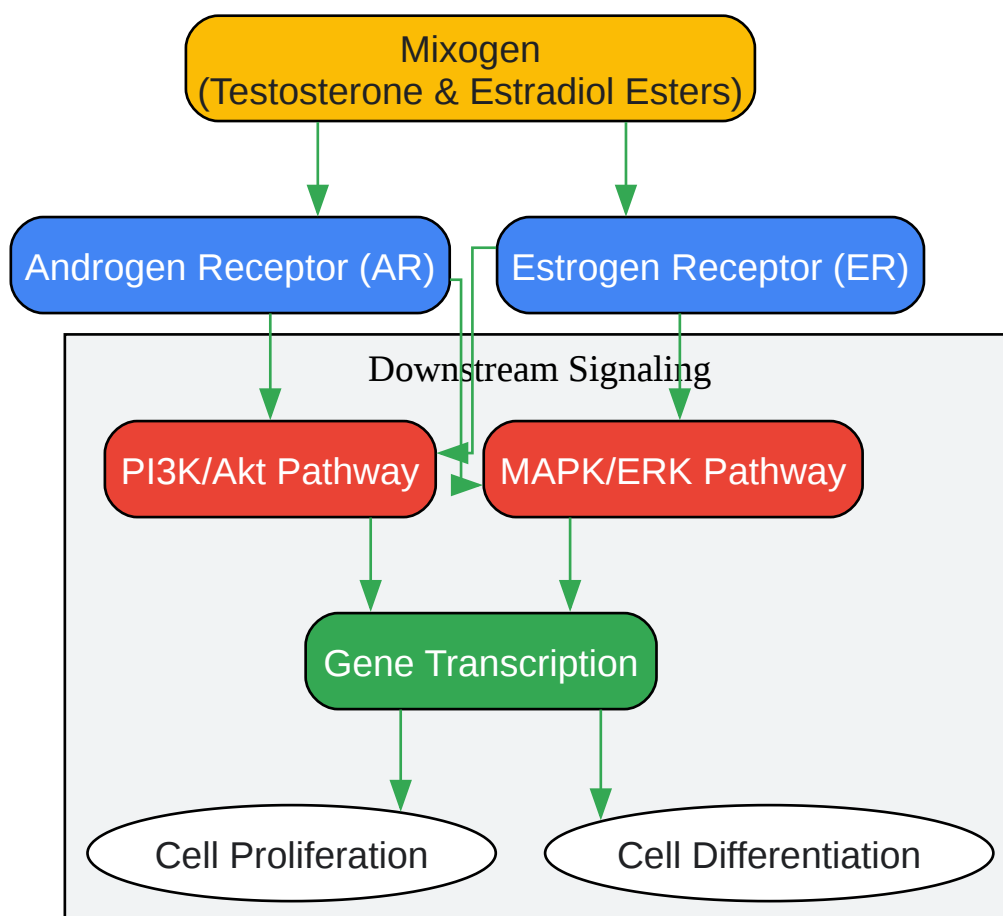 Mixogen
(Testosterone & Estradiol Esters)
Androgen Receptor (AR)
Estrogen Receptor (ER)
Downstream Signaling
PI3K/Akt Pathway
MAPK/ERK Pathway
Gene Transcription
Cell Proliferation
Cell Differentiation